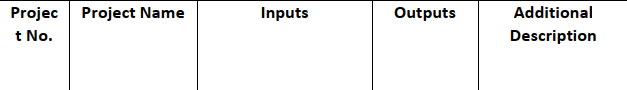 Projec
t No.
Project Name
Inputs
Outputs
Additional
Description